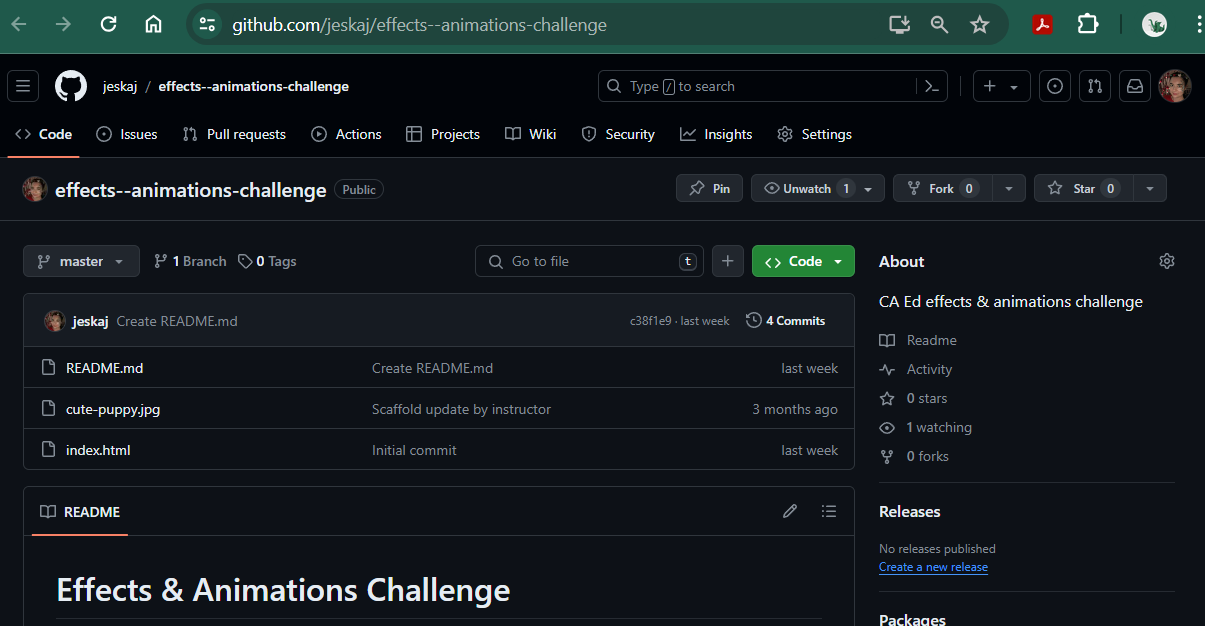 github.com/jeskaj/effects--animations-challenge
jeskaj / effects--animations-challenge
Type / to search
Code Issues Pull requests Actions Projects Wiki Security Insights Settings
effects--animations-challenge Public
Pin Unwatch 1 Fork 0 Star 0
master 1 Branch 0 Tags
Go to file t
Code
jeskaj Create README.md c38f1e9 · last week 4 Commits
README.md Create README.md last week
cute-puppy.jpg Scaffold update by instructor 3 months ago
index.html Initial commit last week
README
Effects & Animations Challenge
About
CA Ed effects & animations challenge
Readme
Activity
0 stars
1 watching
0 forks
Releases
No releases published
Create a new release
Packages